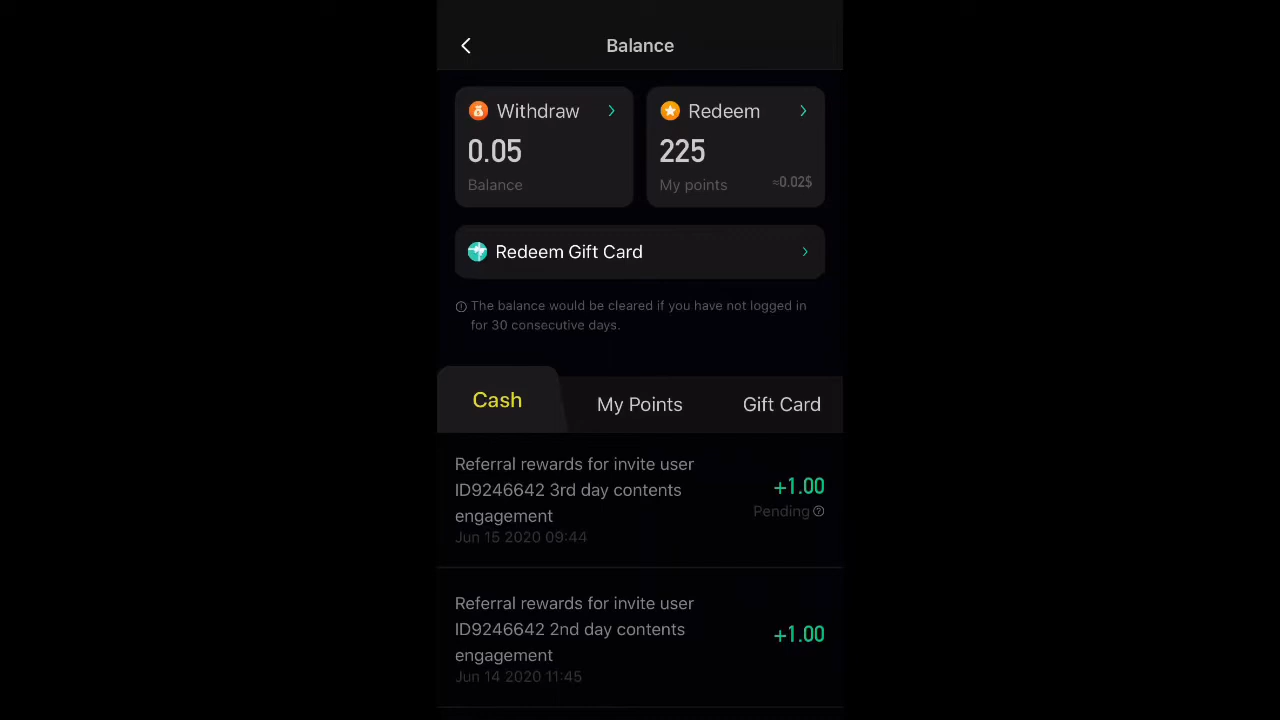 Balance
Withdraw
0.05
Balance
Redeem
225
My points ≈0.02$
Redeem Gift Card
The balance would be cleared if you have not logged in
for 30 consecutive days.
Cash
My Points
Gift Card
Referral rewards for invite user
ID9246642 3rd day contents
engagement
Jun 15 2020 09:44
+1.00
Pending
Referral rewards for invite user
ID9246642 2nd day contents
engagement
Jun 14 2020 11:45
+1.00